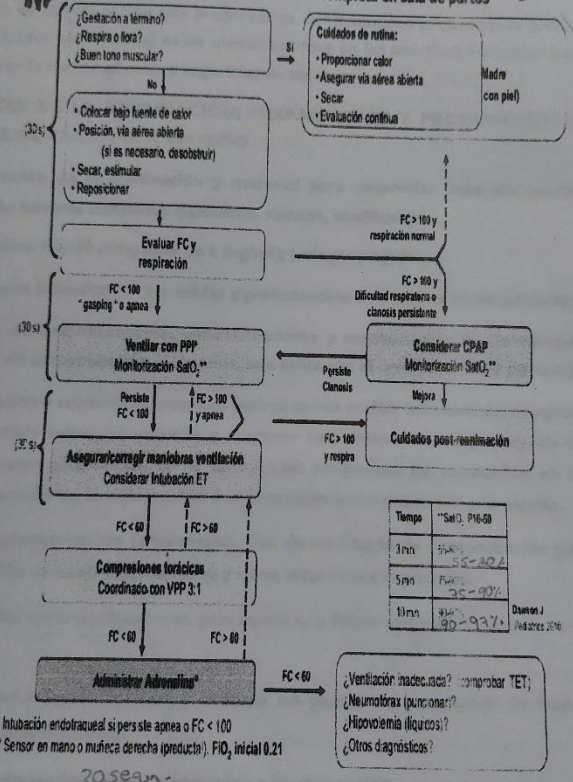 en sala de partos
¿Gestación a término?
¿Respira o llora?
¿Buen tono muscular?
Sí
Cuidados de rutina:
• Proporcionar calor
• Asegurar vía aérea abierta
• Secar
• Evaluación continua
Madre
con piel)
No
(30 s)
• Colocar bajo fuente de calor
• Posición, vía aérea abierta
(si es necesario, desobstruir)
• Secar, estimular
• Reposicionar
Evaluar FC y
respiración
FC > 100 y
respiración normal
FC < 100
"gasping" o apnea
FC > 100 y
Dificultad respiratoria o
cianosis persistente
(30 s)
Ventilar con PPI*
Monitorización SatO₂**
Persiste
Cianosis
Considerar CPAP
Monitorización SatO₂**
Persiste
FC < 100
FC > 100
y apnea
Mejora
FC > 100
y respira
Cuidados post-reanimación
Asegurar/corregir maniobras ventilación
Considerar Intubación ET
FC < 60
FC > 60
Compresiones torácicas
Coordinado con VPP 3:1
Tiempo **SatO₂ P10-50
3 min
55-80%
5 min
75-90%
10 min
90-97%
Dawson J
Pediatrics 2010
FC < 60
FC > 60
Administrar Adrenalina*
FC < 60
¿Ventilación inadecuada? comprobar TET)
¿Neumotórax (puncionar)?
¿Hipovolemia (líquidos)?
¿Otros diagnósticos?
Intubación endotraqueal si persiste apnea o FC < 100
* Sensor en mano o muñeca derecha (preductal). FiO₂ inicial 0.21